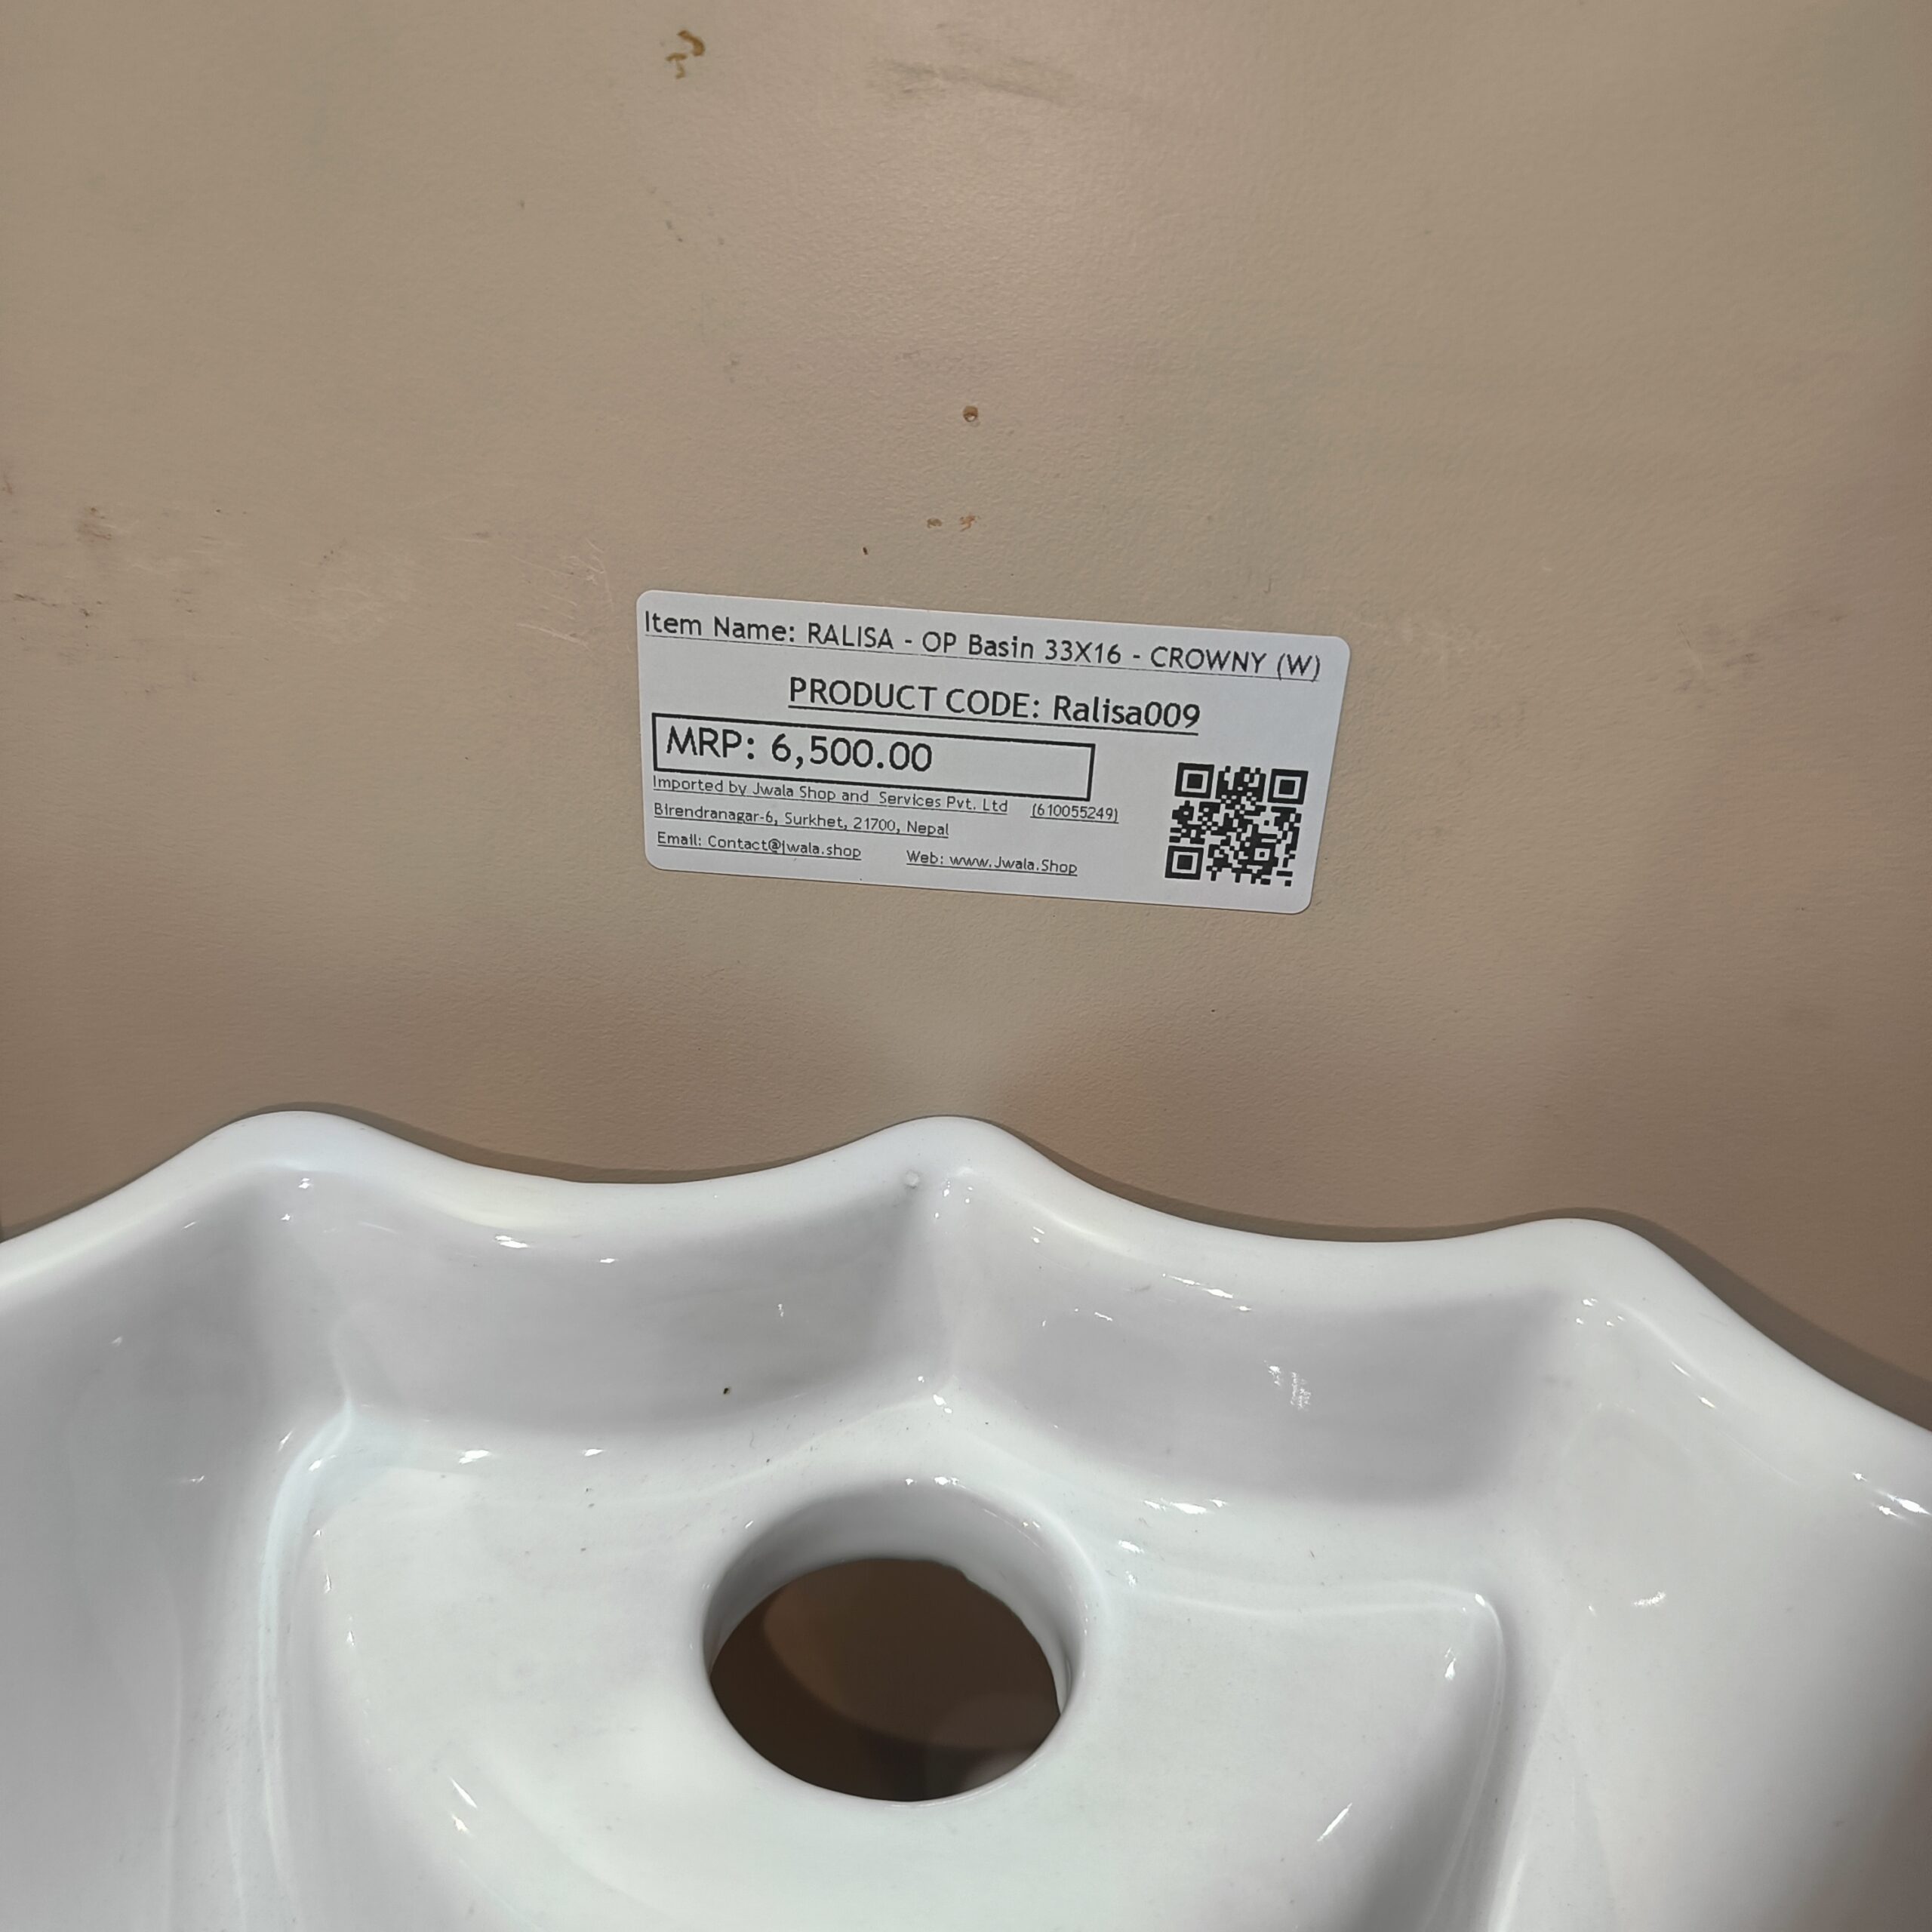 Item Name: RALISA - OP Basin 33X16 - CROWNY (W)
PRODUCT CODE: Ralisa009
MRP: 6,500.00
Imported by Jwala Shop and Services Pvt. Ltd (610055249)
Birendranagar-6, Surkhet, 21700, Nepal
Email: Contact@jwala.shop Web: www.Jwala.Shop